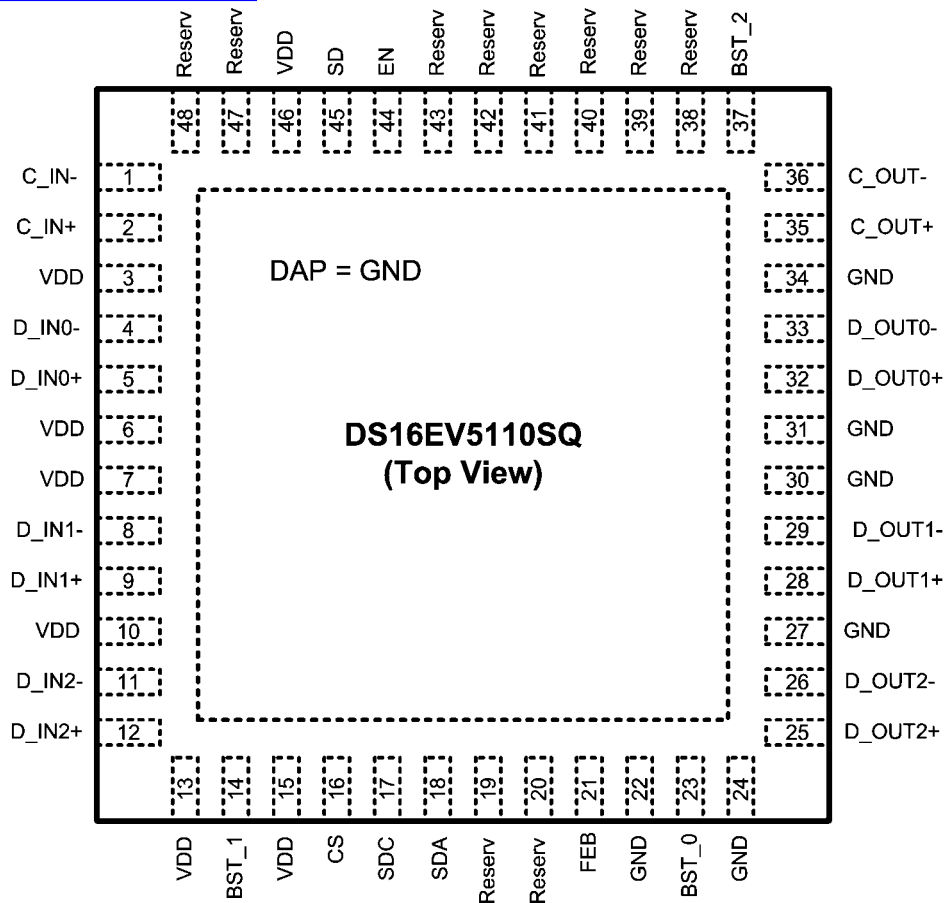 Reserv Reserv VDD SD EN Reserv Reserv Reserv Reserv Reserv Reserv BST_2
48 47 46 45 44 43 42 41 40 39 38 37
C_IN- 1 36 C_OUT-
C_IN+ 2 35 C_OUT+
VDD 3 34 GND
DAP = GND
D_IN0- 4 33 D_OUT0-
D_IN0+ 5 32 D_OUT0+
VDD 6 31 GND
DS16EV5110SQ
(Top View)
VDD 7 30 GND
D_IN1- 8 29 D_OUT1-
D_IN1+ 9 28 D_OUT1+
VDD 10 27 GND
D_IN2- 11 26 D_OUT2-
D_IN2+ 12 25 D_OUT2+
13 14 15 16 17 18 19 20 21 22 23 24
VDD BST_1 VDD CS SDC SDA Reserv Reserv FEB GND BST_0 GND